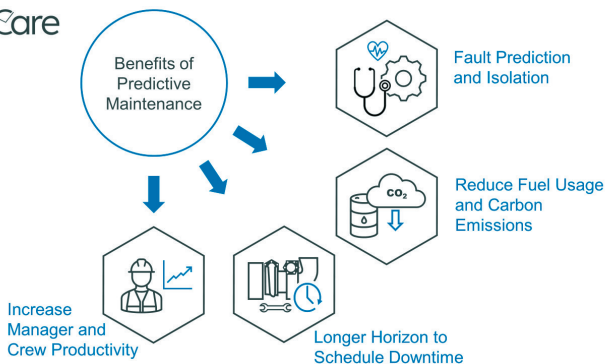 Care
Benefits of
Predictive
Maintenance
Fault Prediction
and Isolation
CO₂
Reduce Fuel Usage
and Carbon
Emissions
Longer Horizon to
Schedule Downtime
Increase
Manager and
Crew Productivity